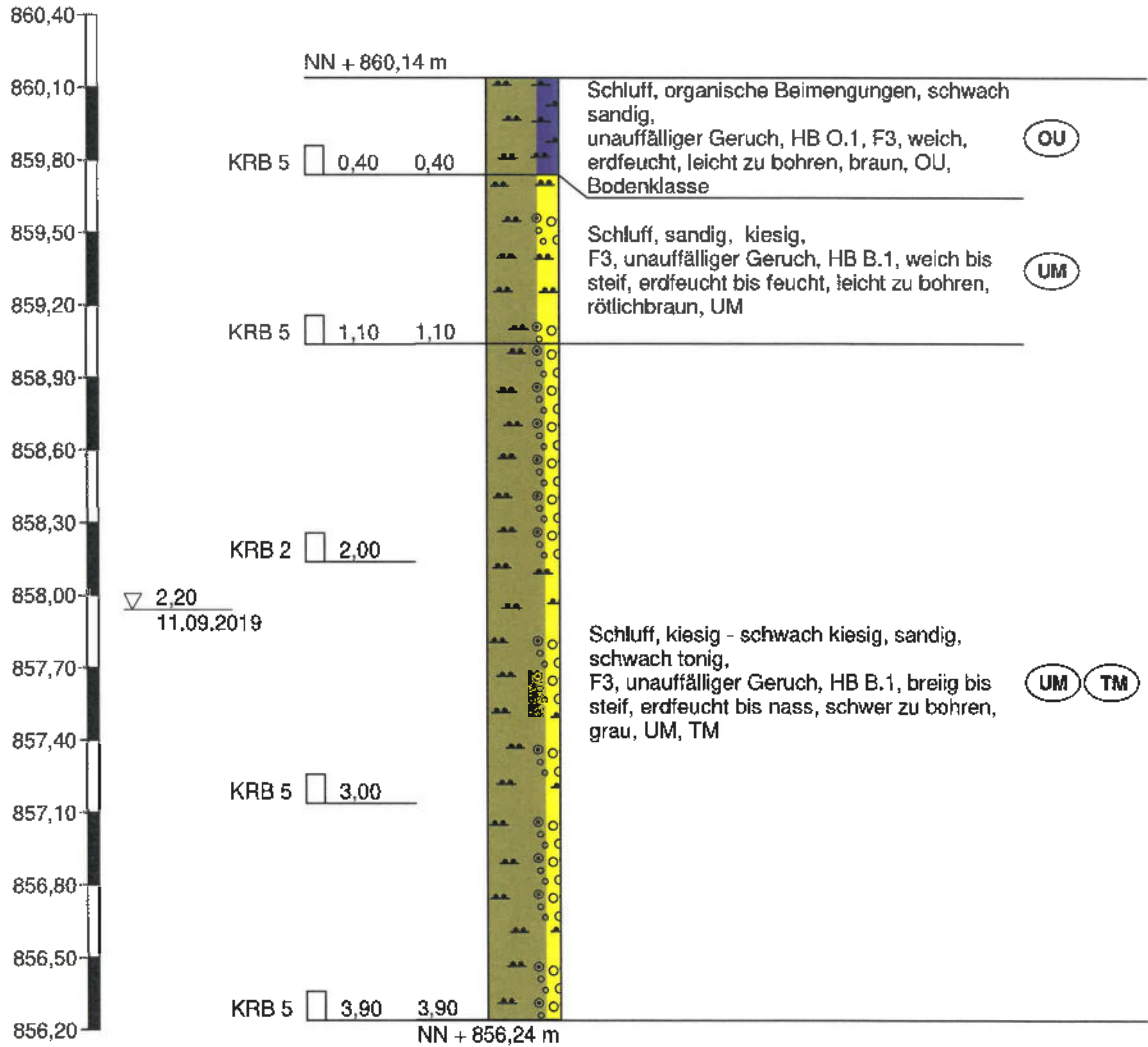 860,40
NN + 860,14 m
860,10
Schluff, organische Beimengungen, schwach
sandig,
unauffälliger Geruch, HB O.1, F3, weich,
erdfeucht, leicht zu bohren, braun, OU,
Bodenklasse
OU
859,80
KRB 5 0,40 0,40
859,50
Schluff, sandig, kiesig,
F3, unauffälliger Geruch, HB B.1, weich bis
steif, erdfeucht bis feucht, leicht zu bohren,
rötlichbraun, UM
UM
859,20
KRB 5 1,10 1,10
858,90
858,60
858,30
KRB 2 2,00
858,00
2,20
11.09.2019
857,70
Schluff, kiesig - schwach kiesig, sandig,
schwach tonig,
F3, unauffälliger Geruch, HB B.1, breiig bis
steif, erdfeucht bis nass, schwer zu bohren,
grau, UM, TM
UM TM
857,40
KRB 5 3,00
857,10
856,80
856,50
KRB 5 3,90 3,90
856,20
NN + 856,24 m